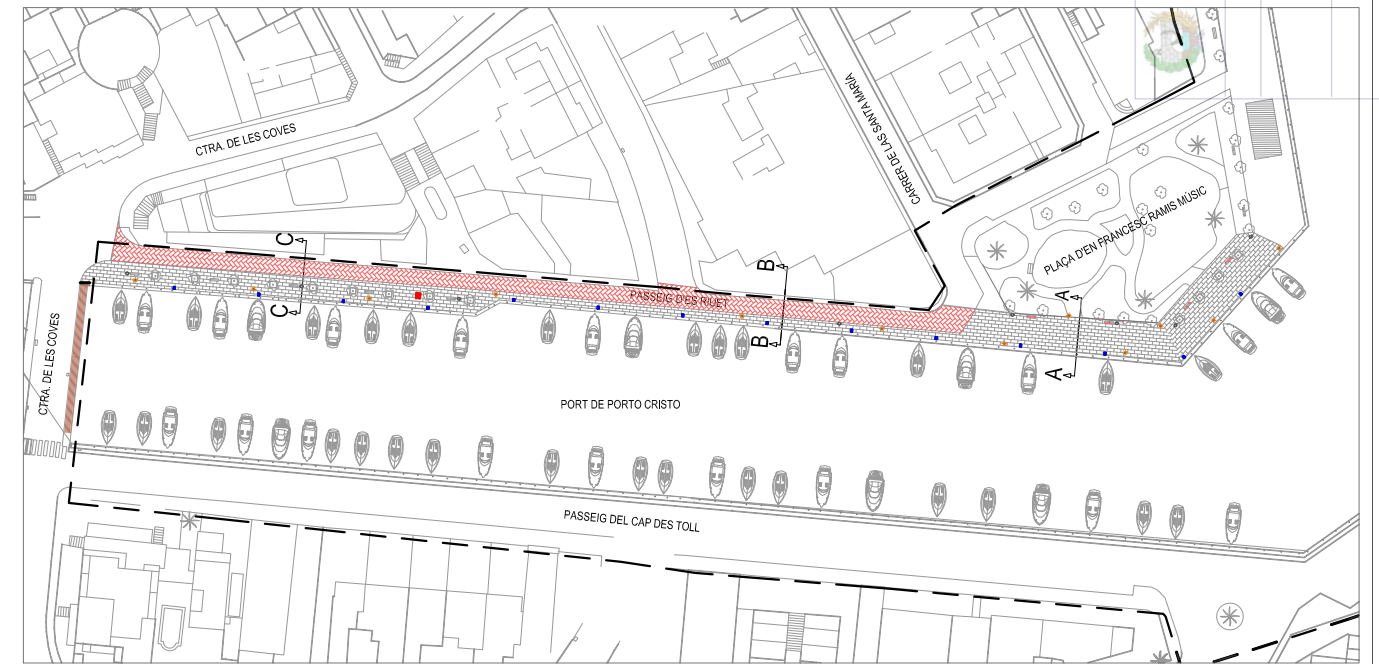 CTRA. DE LES COVES
CARRER DE LAS SANTA MARÍA
PLAÇA D'EN FRANCESC RAMIS MÚSIC
C
B
PASSEIG D'ES RIUET
A
C
B
A
CTRA. DE LES COVES
PORT DE PORTO CRISTO
PASSEIG DEL CAP DES TOLL